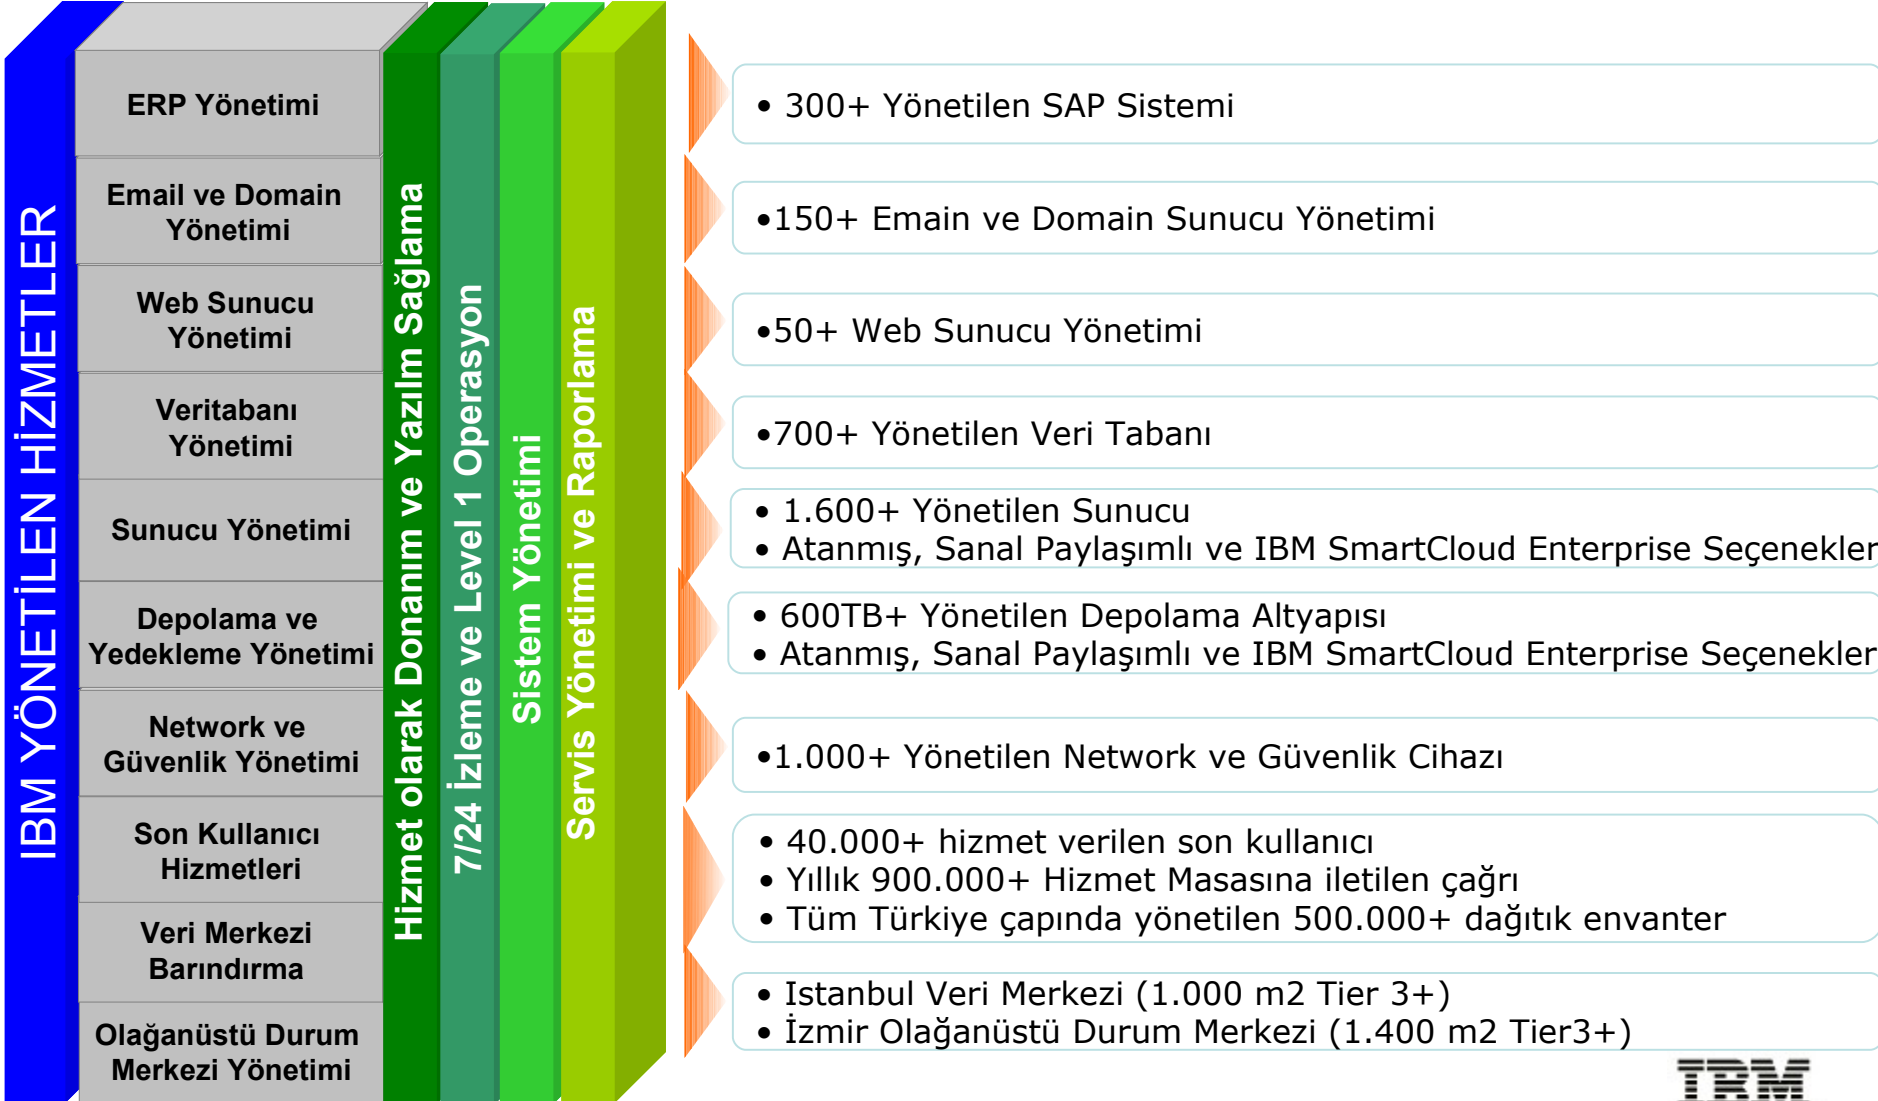 IBM YÖNETİLEN HİZMETLER
ERP Yönetimi
Email ve Domain
Yönetimi
Web Sunucu
Yönetimi
Veritabanı
Yönetimi
Sunucu Yönetimi
Depolama ve
Yedekleme Yönetimi
Network ve
Güvenlik Yönetimi
Son Kullanıcı
Hizmetleri
Veri Merkezi
Barındırma
Olağanüstü Durum
Merkezi Yönetimi
Hizmet olarak Donanım ve Yazılım Sağlama
7/24 İzleme ve Level 1 Operasyon
Sistem Yönetimi
Servis Yönetimi ve Raporlama
• 300+ Yönetilen SAP Sistemi
•150+ Emain ve Domain Sunucu Yönetimi
•50+ Web Sunucu Yönetimi
•700+ Yönetilen Veri Tabanı
• 1.600+ Yönetilen Sunucu
• Atanmış, Sanal Paylaşımlı ve IBM SmartCloud Enterprise Seçenekler
• 600TB+ Yönetilen Depolama Altyapısı
• Atanmış, Sanal Paylaşımlı ve IBM SmartCloud Enterprise Seçenekler
•1.000+ Yönetilen Network ve Güvenlik Cihazı
• 40.000+ hizmet verilen son kullanıcı
• Yıllık 900.000+ Hizmet Masasına iletilen çağrı
• Tüm Türkiye çapında yönetilen 500.000+ dağıtık envanter
• Istanbul Veri Merkezi (1.000 m2 Tier 3+)
• İzmir Olağanüstü Durum Merkezi (1.400 m2 Tier3+)
IBM